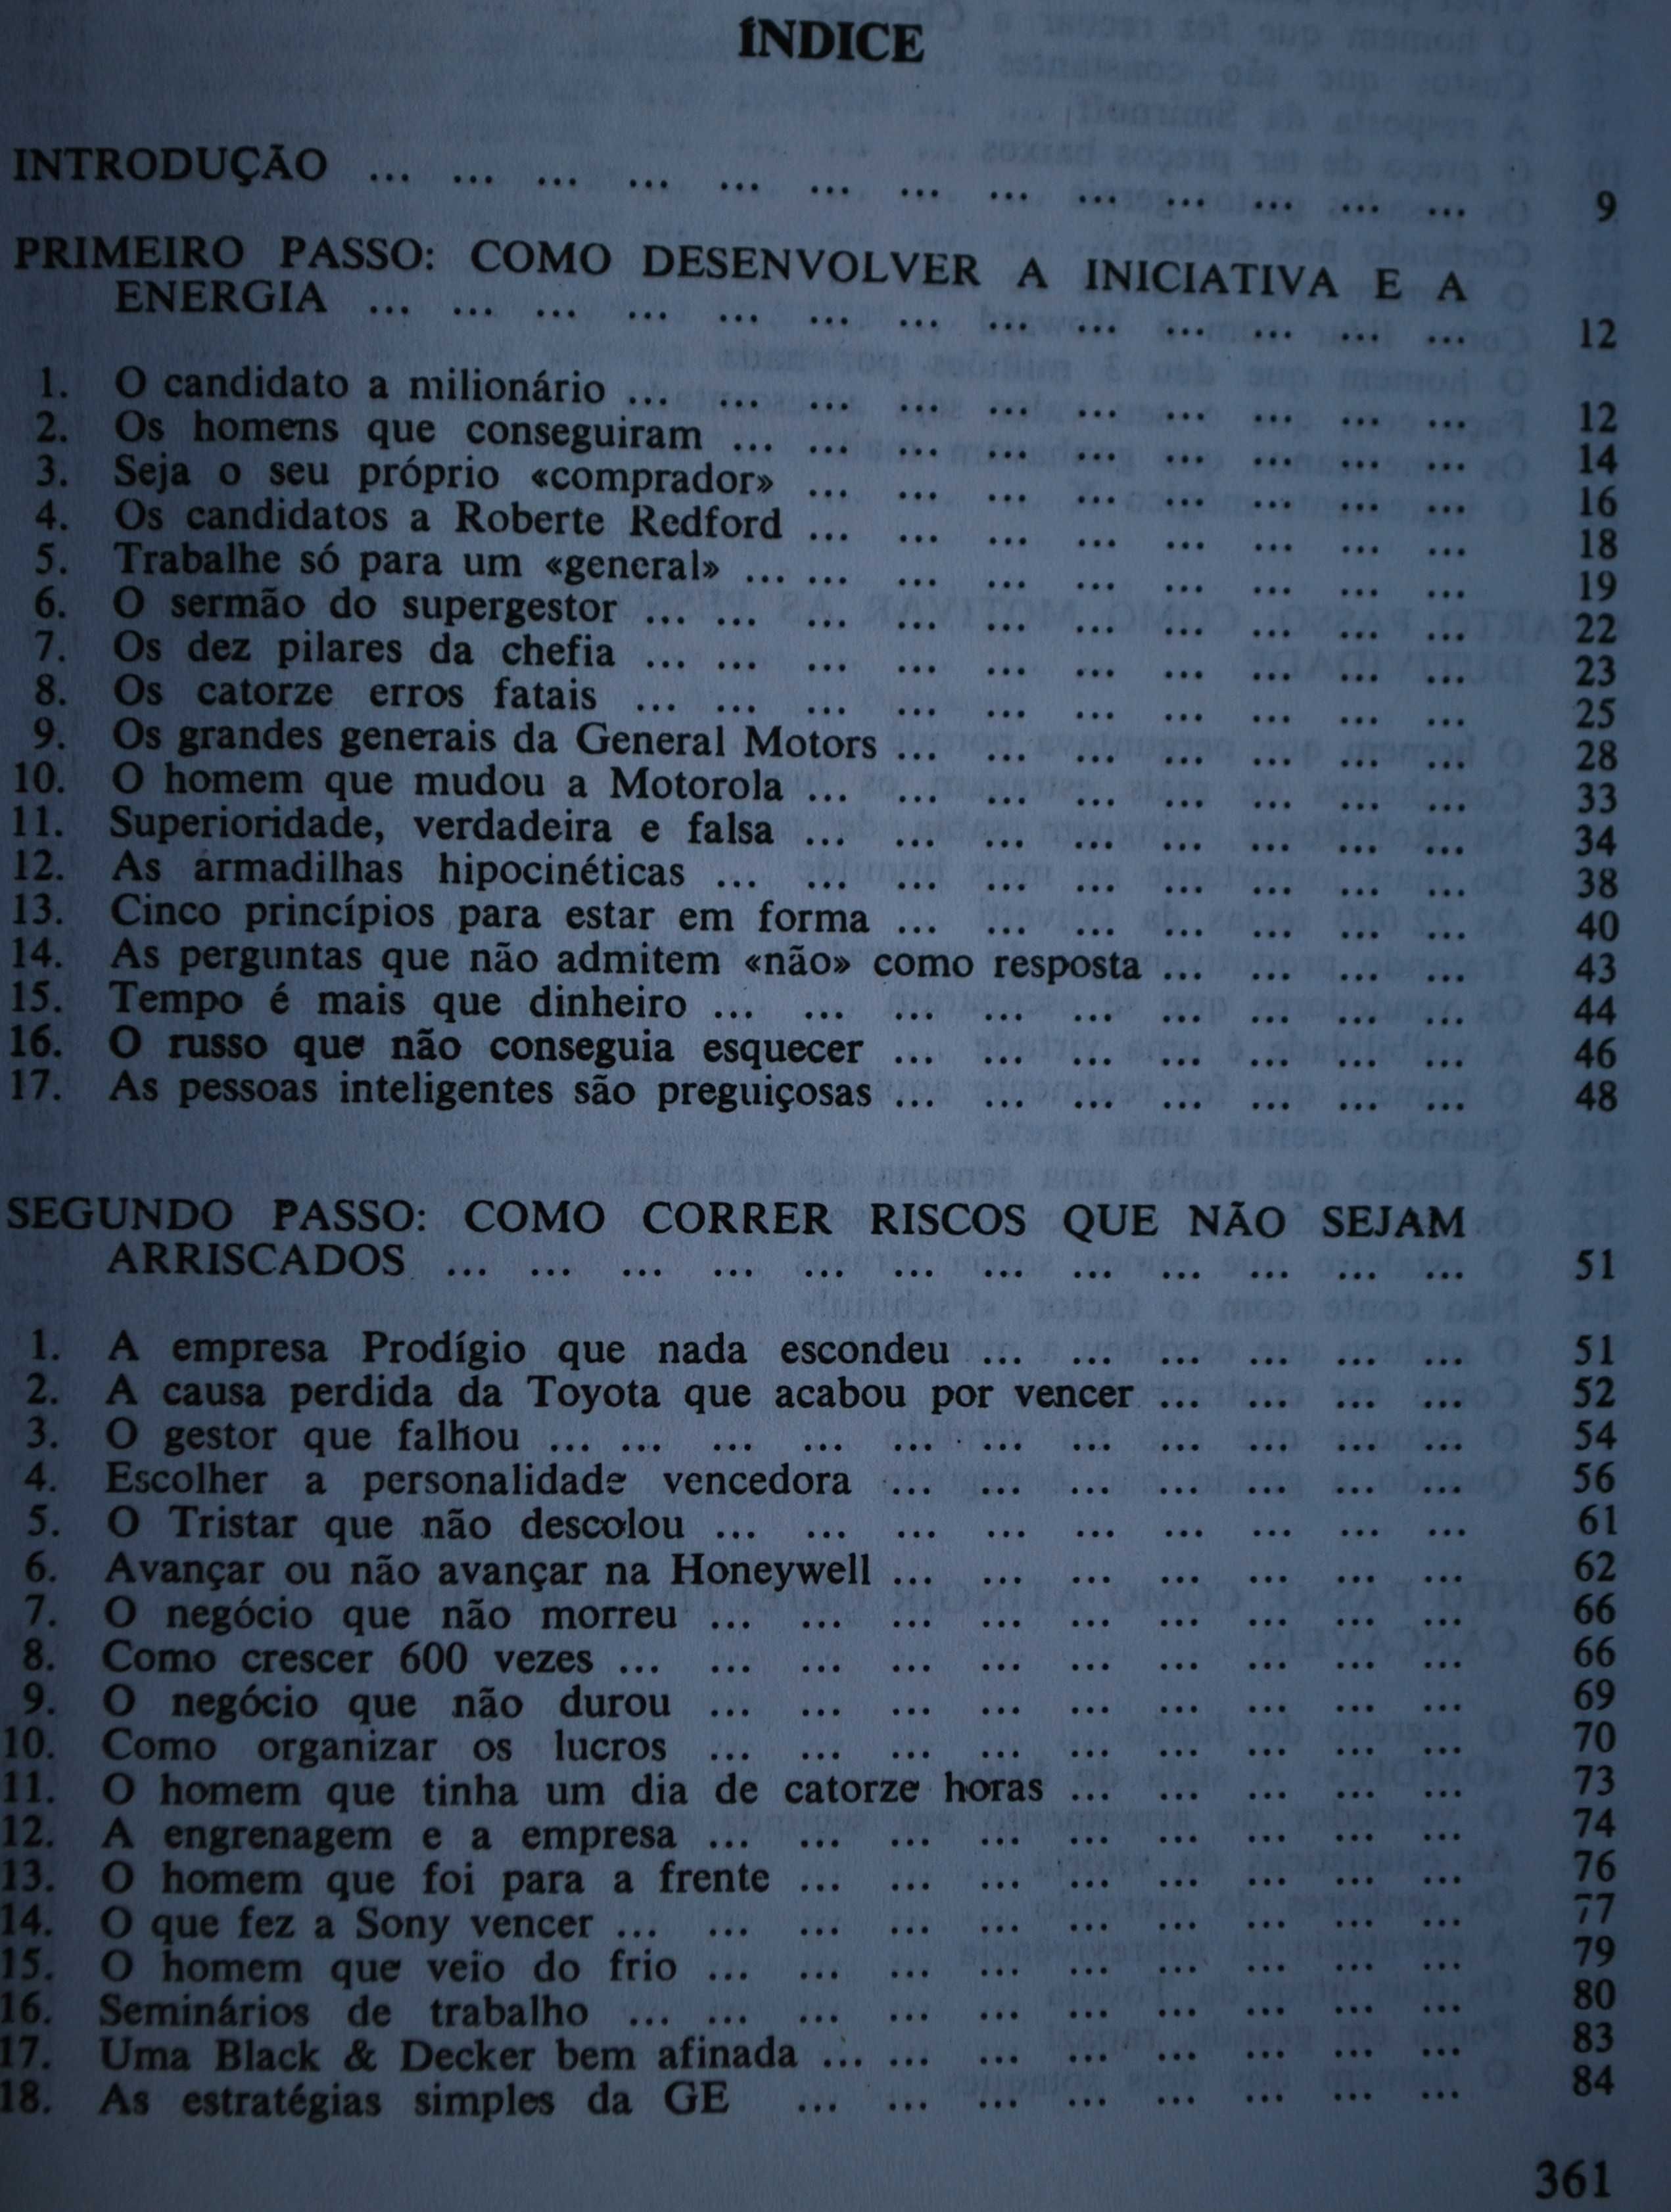 ÍNDICE
INTRODUÇÃO ... ... ... ... ... ... ... ... ... ... ... ... ... 9
PRIMEIRO PASSO: COMO DESENVOLVER A INICIATIVA E A
ENERGIA ... ... ... ... ... ... ... ... ... ... ... ... ... 12
1. O candidato a milionário ... ... ... ... ... ... ... ... ... ... 12
2. Os homens que conseguiram ... ... ... ... ... ... ... ... ... 14
3. Seja o seu próprio «comprador» ... ... ... ... ... ... ... ... 16
4. Os candidatos a Roberte Redford ... ... ... ... ... ... ... ... 18
5. Trabalhe só para um «general» ... ... ... ... ... ... ... ... ... 19
6. O sermão do supergestor ... ... ... ... ... ... ... ... ... ... 22
7. Os dez pilares da chefia ... ... ... ... ... ... ... ... ... ... 23
8. Os catorze erros fatais ... ... ... ... ... ... ... ... ... ... 25
9. Os grandes generais da General Motors ... ... ... ... ... ... ... 28
10. O homem que mudou a Motorola ... ... ... ... ... ... ... ... 33
11. Superioridade, verdadeira e falsa ... ... ... ... ... ... ... ... 34
12. As armadilhas hipocinéticas ... ... ... ... ... ... ... ... ... 38
13. Cinco princípios para estar em forma ... ... ... ... ... ... ... 40
14. As perguntas que não admitem «não» como resposta ... ... ... ... 43
15. Tempo é mais que dinheiro ... ... ... ... ... ... ... ... ... 44
16. O russo que não conseguia esquecer ... ... ... ... ... ... ... 46
17. As pessoas inteligentes são preguiçosas ... ... ... ... ... ... ... 48
SEGUNDO PASSO: COMO CORRER RISCOS QUE NÃO SEJAM
ARRISCADOS ... ... ... ... ... ... ... ... ... ... ... ... 51
1. A empresa Prodígio que nada escondeu ... ... ... ... ... ... 51
2. A causa perdida da Toyota que acabou por vencer ... ... ... ... 52
3. O gestor que falhou ... ... ... ... ... ... ... ... ... ... ... 54
4. Escolher a personalidade vencedora ... ... ... ... ... ... ... 56
5. O Tristar que não descolou ... ... ... ... ... ... ... ... ... 61
6. Avançar ou não avançar na Honeywell ... ... ... ... ... ... ... 62
7. O negócio que não morreu ... ... ... ... ... ... ... ... ... 66
8. Como crescer 600 vezes ... ... ... ... ... ... ... ... ... ... 66
9. O negócio que não durou ... ... ... ... ... ... ... ... ... 69
10. Como organizar os lucros ... ... ... ... ... ... ... ... ... 70
11. O homem que tinha um dia de catorze horas ... ... ... ... ... 73
12. A engrenagem e a empresa ... ... ... ... ... ... ... ... ... 74
13. O homem que foi para a frente ... ... ... ... ... ... ... ... 76
14. O que fez a Sony vencer ... ... ... ... ... ... ... ... ... ... 77
15. O homem que veio do frio ... ... ... ... ... ... ... ... ... 79
16. Seminários de trabalho ... ... ... ... ... ... ... ... ... ... 80
17. Uma Black & Decker bem afinada ... ... ... ... ... ... ... ... 83
18. As estratégias simples da GE ... ... ... ... ... ... ... ... 84
361